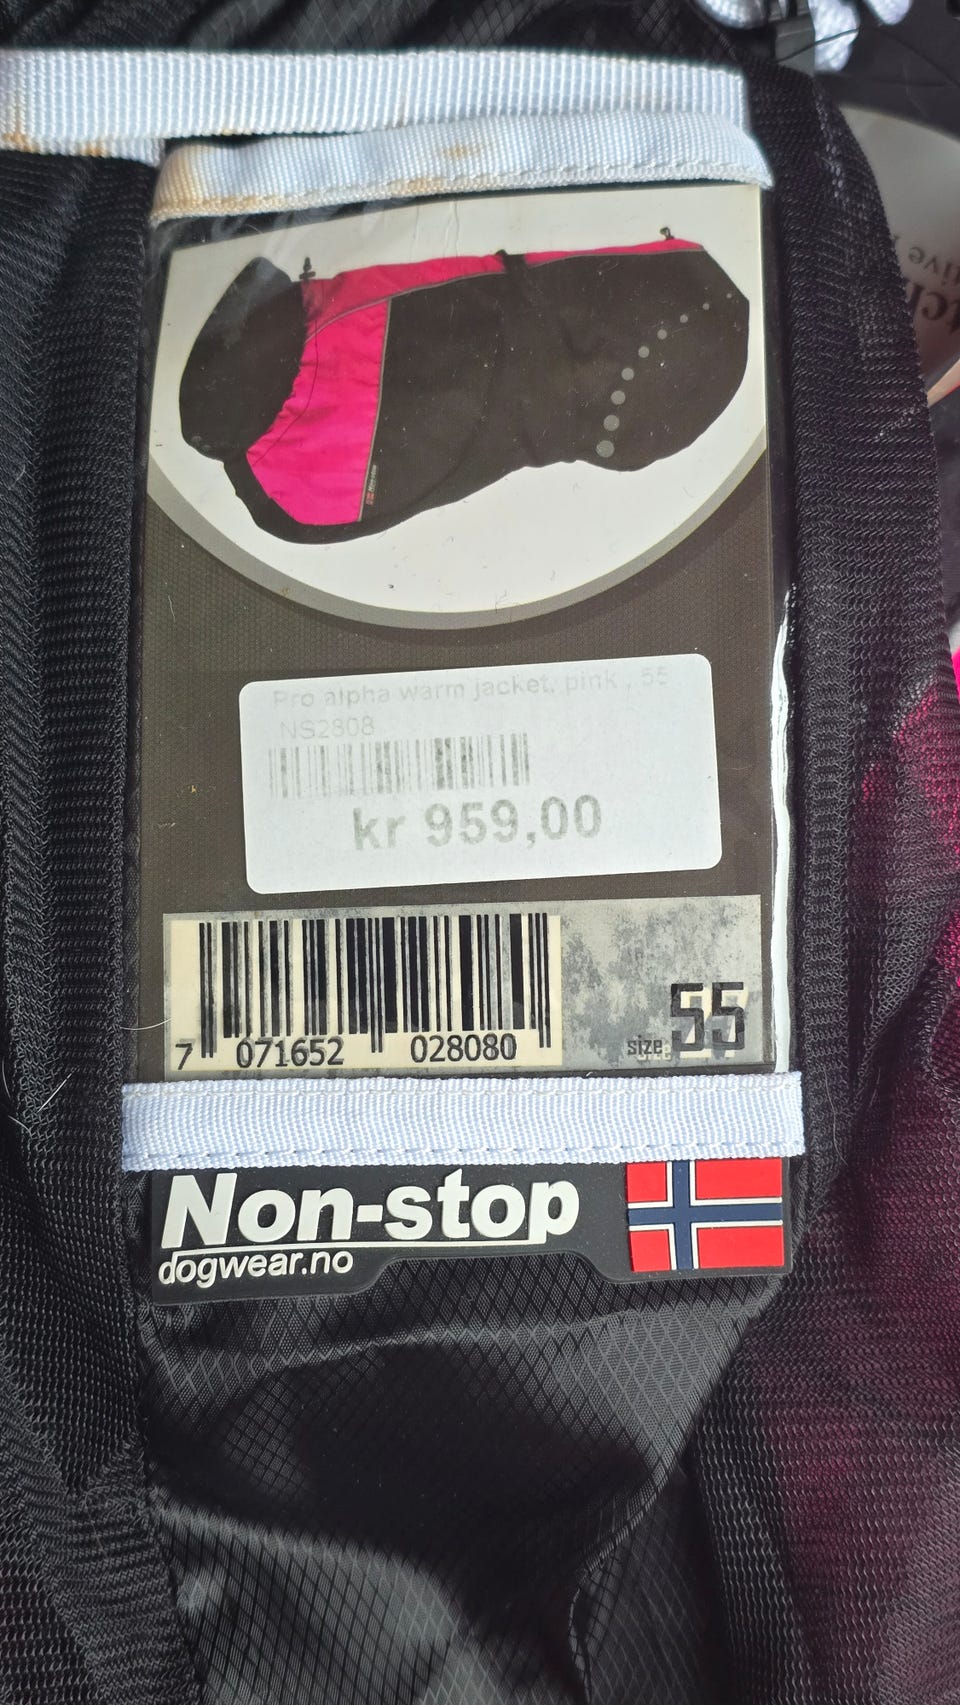 Pro alpha warm jacket, pink , 55
NS2808
kr 959,00
7 071652 028080
size: 55
Non-stop
dogwear.no